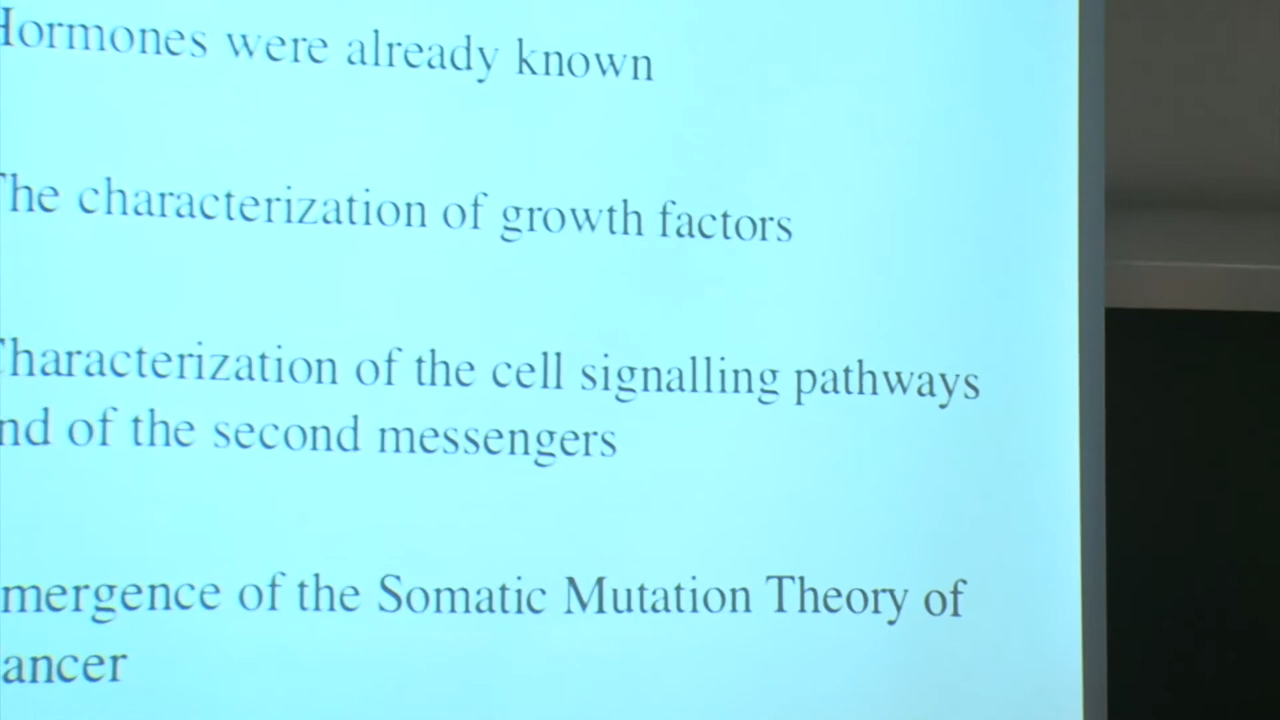 Hormones were already known
The characterization of growth factors
Characterization of the cell signalling pathways
nd of the second messengers
mergence of the Somatic Mutation Theory of
ancer